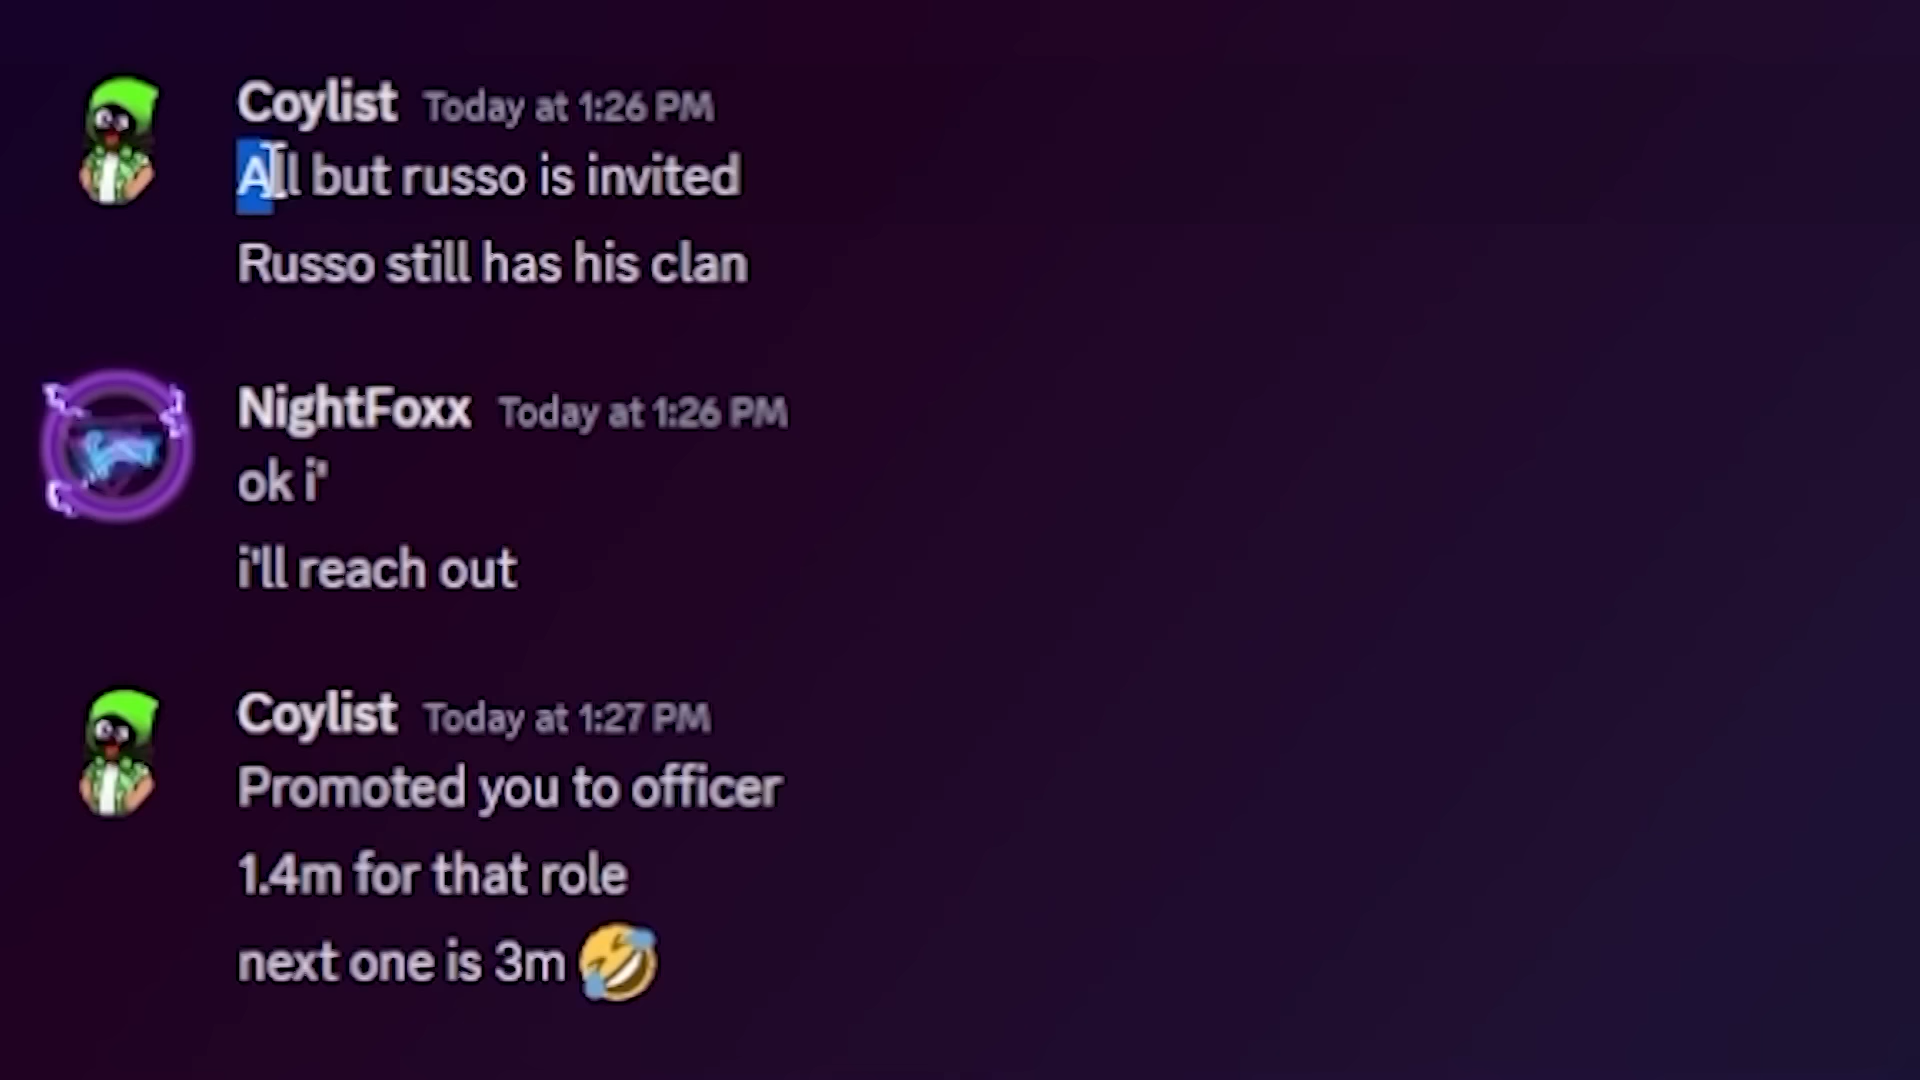 Coylist Today at 1:26 PM
All but russo is invited
Russo still has his clan
NightFoxx Today at 1:26 PM
ok i'
i'll reach out
Coylist Today at 1:27 PM
Promoted you to officer
1.4m for that role
next one is 3m 🤣